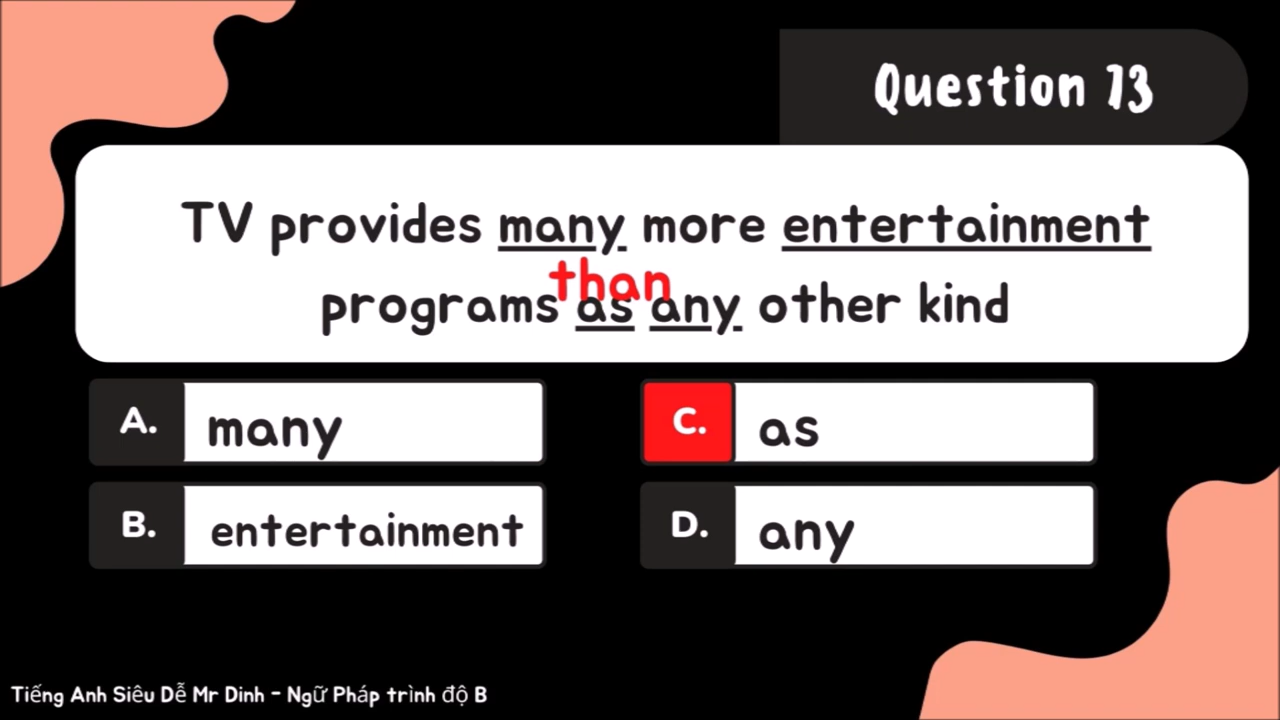 Question 13
TV provides many more entertainment
than
programs as any other kind
A. many
C. as
B. entertainment
D. any
Tiếng Anh Siêu Dễ Mr Dinh - Ngữ Pháp trình độ B